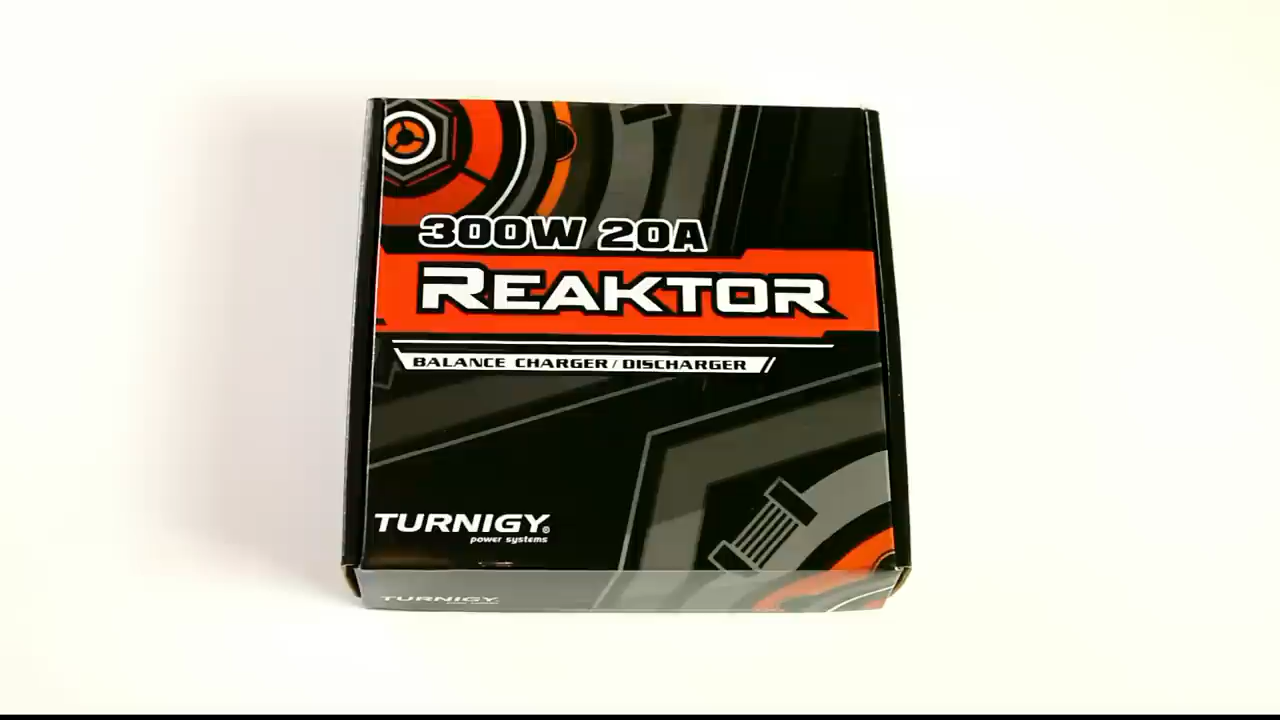 300W 20A
REAKTOR
BALANCE CHARGER/DISCHARGER
TURNIGY®
power systems
TURNIGY